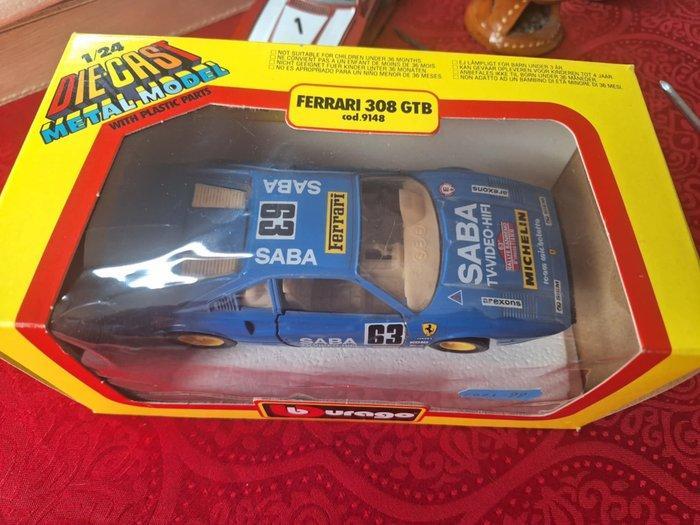 1/24
DIE CAST
METAL MODEL
WITH PLASTIC PARTS
NOT SUITABLE FOR CHILDREN UNDER 36 MONTHS.
NE CONVIENT PAS A UN ENFANT DE MOINS DE 36 MOIS.
NICHT GEEIGNET FUER KINDER UNTER 36 MONATEN.
NO ES APROPRIADO PARA UN NIÑO MENOR DE 36 MESES.
EJ LÄMPLIGT FOR BARN UNDER 3 ÅR.
KAN GEVAAR OPLEVEREN VOOR KINDEREN TOT 4 JAAR.
ANBEFALES IKKE TIL BØRN UNDER 36 MÅNEDER.
NON ADATTO AD UN BAMBINO DI ETÀ MINORE DI 36 MESI.
FERRARI 308 GTB
cod.9148
1
SABA
63
Ferrari
SABA
SABA
TV-VIDEO-HIFI
arexons
MICHELIN
team michelotto
arexons
SABA
63
burago